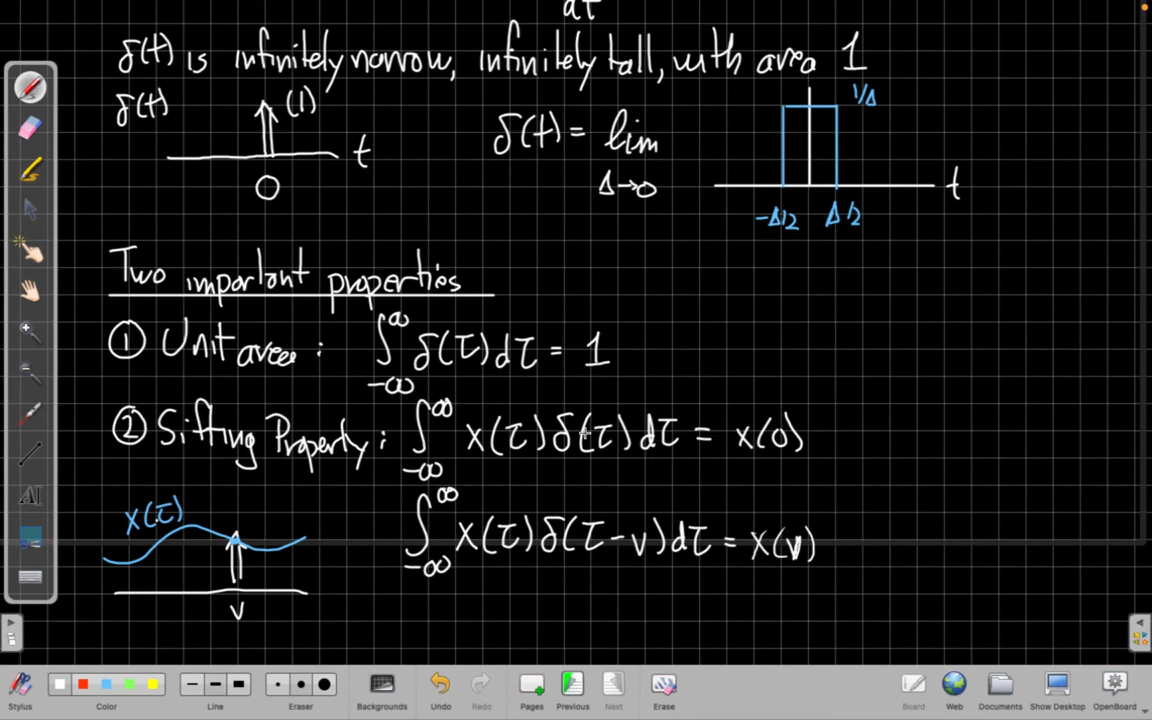 dt
δ(t) is infinitely narrow, infinitely tall, with area 1
δ(t) (1) t 0
δ(t) = lim Δ→0
1/Δ t -Δ/2 Δ/2
Two important properties
① Unit area: ∫_{-∞}^{∞} δ(τ)dτ = 1
② Sifting Property: ∫_{-∞}^{∞} x(τ)δ(τ)dτ = x(0)
x(τ) v
∫_{-∞}^{∞} x(τ)δ(τ-v)dτ = x(v)
AI
Stylus Color Line Eraser Backgrounds Undo Redo Pages Previous Next Erase Board Web Documents Show Desktop OpenBoard